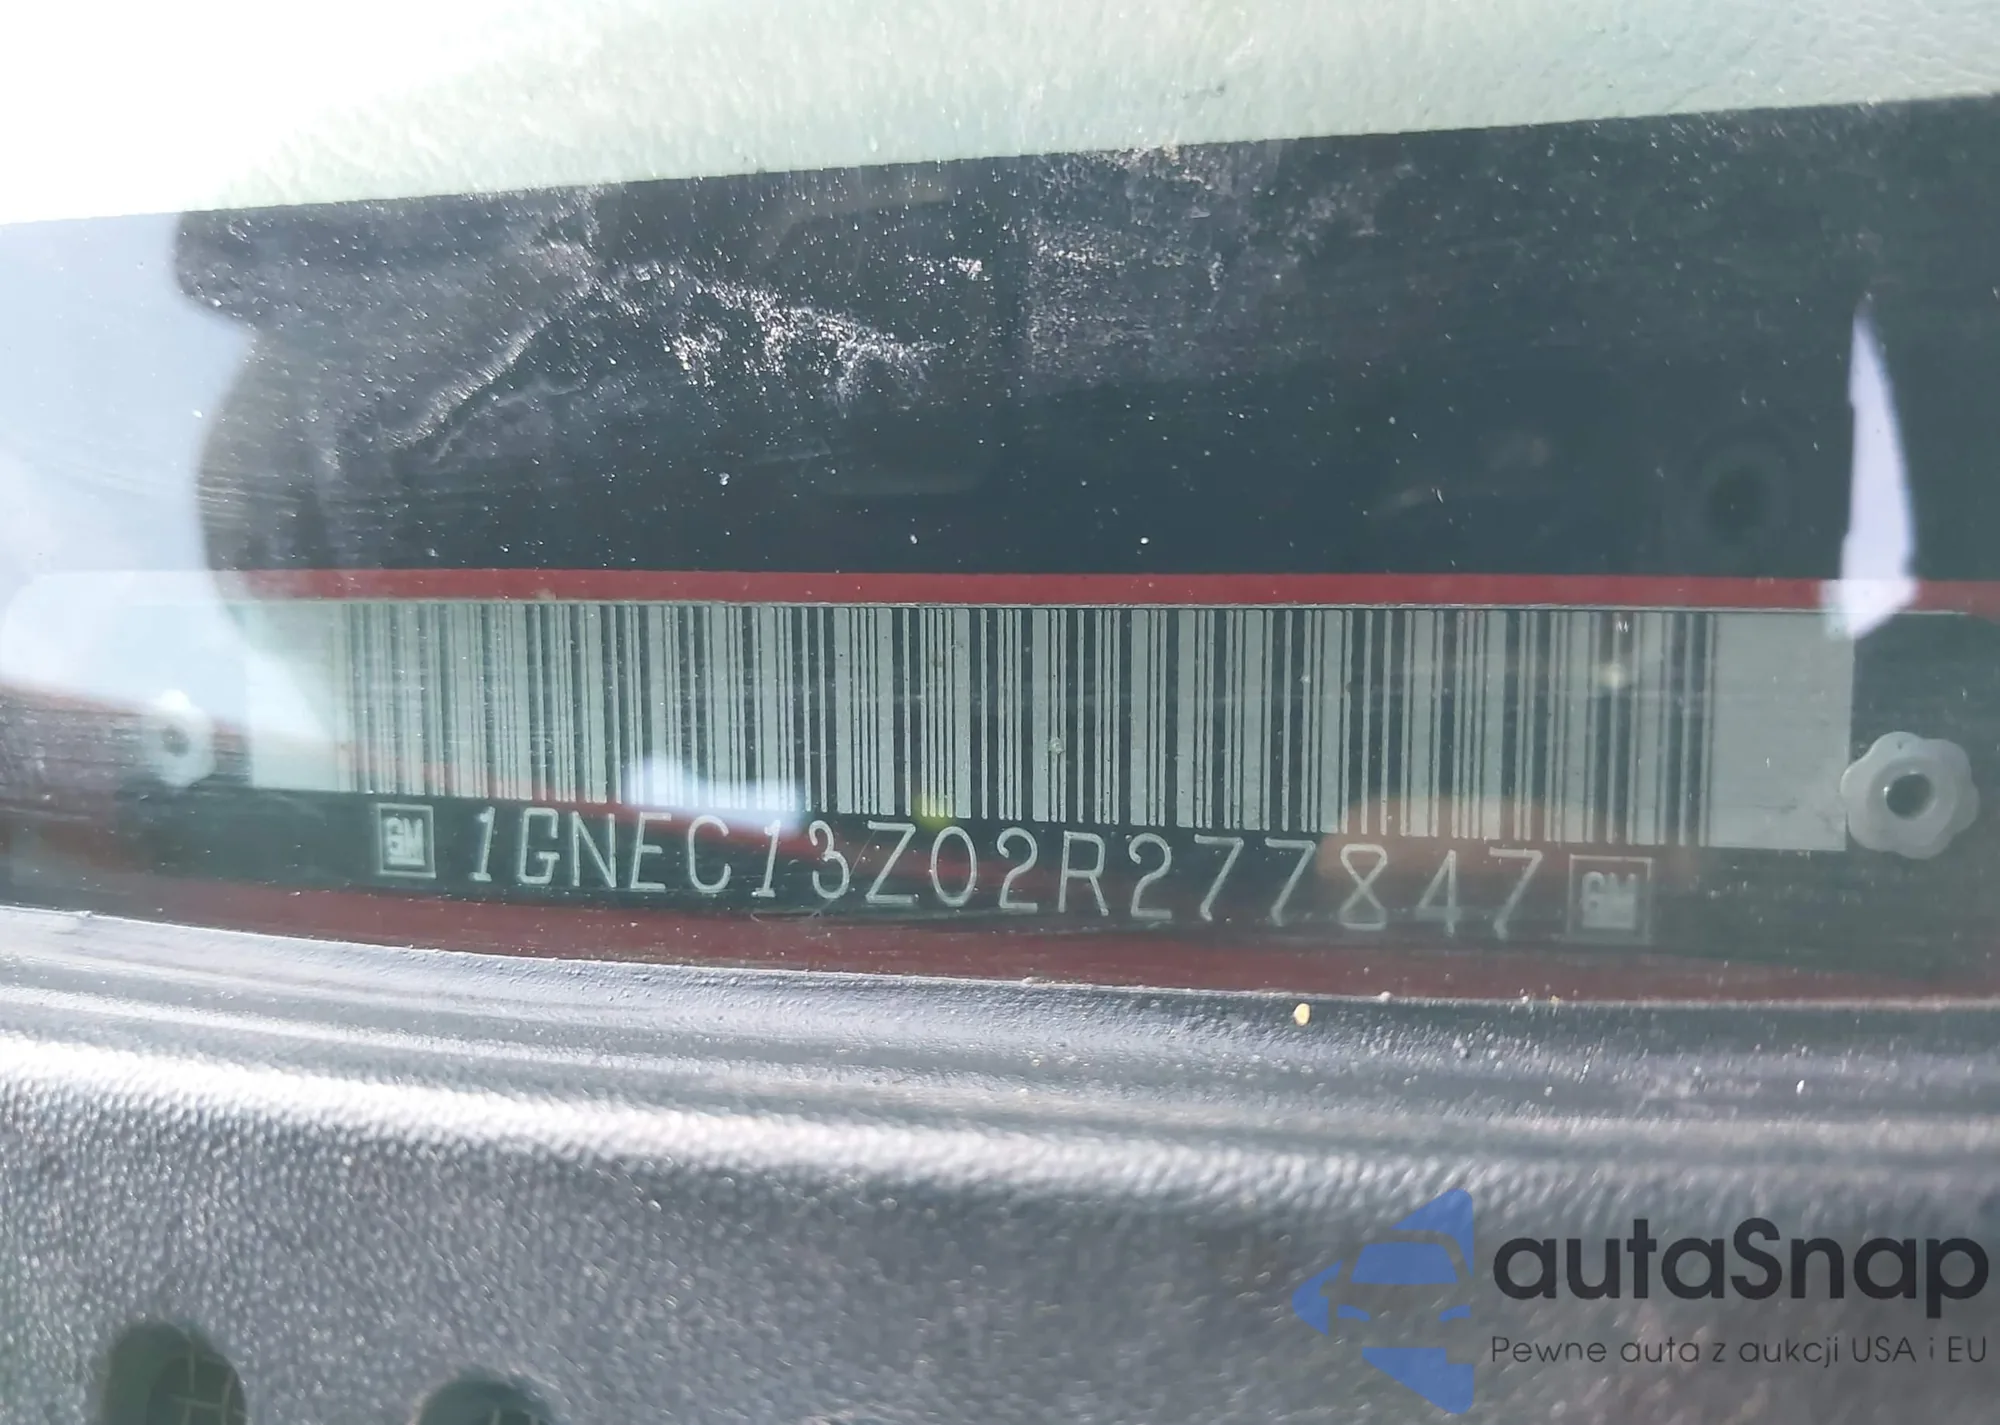 GM 1GNEC13Z02R277847 GM
autaSnap
Pewne auta z aukcji USA i EU